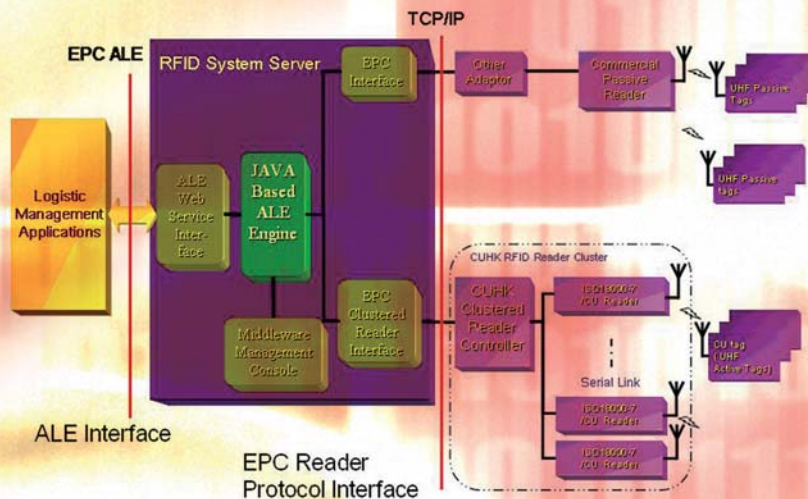 TCP/IP
EPC ALE
RFID System Server
EPC
Interface
Other
Adaptor
Commercial
Passive
Reader
UHF Passive
Tags
UHF Passive
tags
Logistic
Management
Applications
ALE
Web
Service
Inter-
face
JAVA
Based
ALE
Engine
EPC
Clustered
Reader
Interface
Middleware
Management
Console
CUHK RFID Reader Cluster
CUHK
Clustered
Reader
Controller
ISO18000-7
/CU Reader
CU tag
(UHF
Active Tags)
Serial Link
ISO18000-7
/CU Reader
ISO18000-7
/CU Reader
ALE Interface
EPC Reader
Protocol Interface